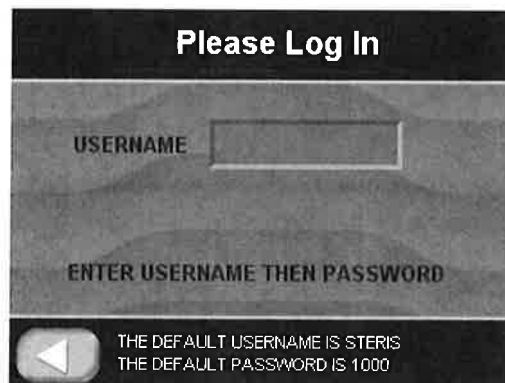 Please Log In
USERNAME
ENTER USERNAME THEN PASSWORD
THE DEFAULT USERNAME IS STERIS
THE DEFAULT PASSWORD IS 1000